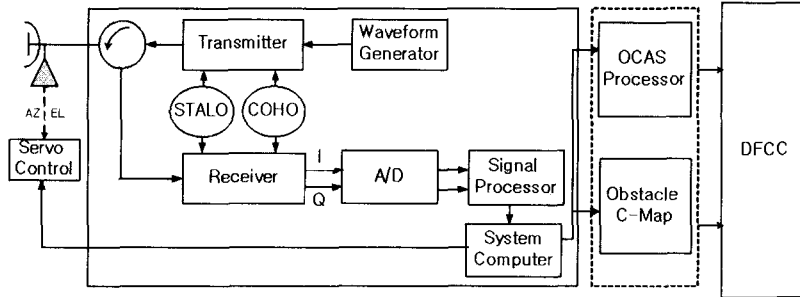 Transmitter
Waveform
Generator
OCAS
Processor
STALO
COHO
AZ EL
DFCC
Servo
Control
Receiver
I
Q
A/D
Signal
Processor
Obstacle
C-Map
System
Computer